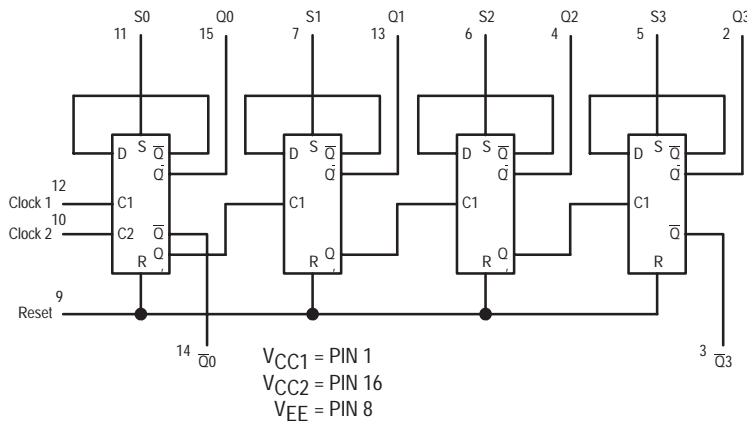 S0 Q0 S1 Q1 S2 Q2 S3 Q3
11 15 7 13 6 4 5 2
S S S S
D Q̅ D Q̅ D Q̅ D Q̅
Q Q Q Q
12
Clock 1 C1 C1 C1 C1
10
Clock 2 C2 Q̅ Q̅
Q Q Q
R R R R
9
Reset
14 Q̅0 3 Q̅3
VCC1 = PIN 1
VCC2 = PIN 16
VEE = PIN 8